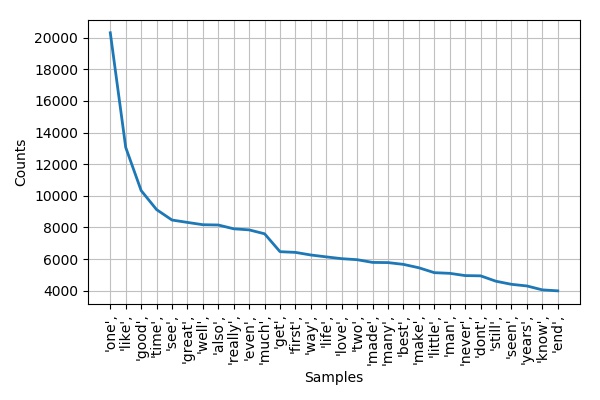 20000
18000
16000
14000
12000
10000
8000
6000
4000
Counts
'one',
'like',
'good',
'time',
'see',
'great',
'well',
'also',
'really',
'even',
'much',
'get',
'first',
'way',
'life',
'love',
'two',
'made',
'many',
'best',
'make',
'little',
'man',
'never',
'dont',
'still',
'seen',
'years',
'know',
'end',
Samples